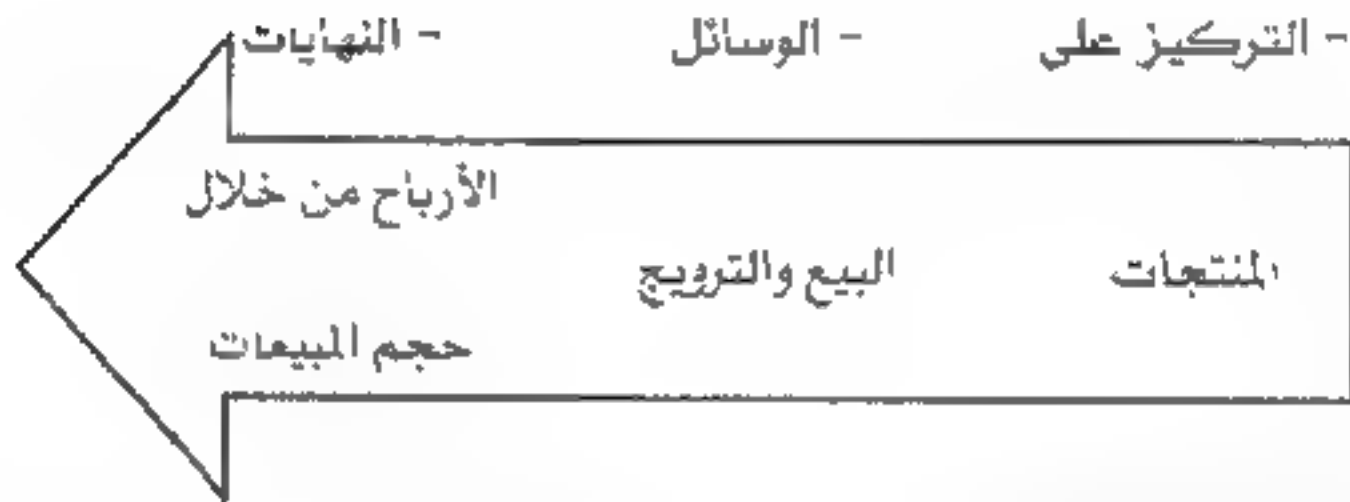 - التركيز على - الوسائل - النهايات
الأرباح من خلال
المنتجات البيع والترويج
حجم المبيعات